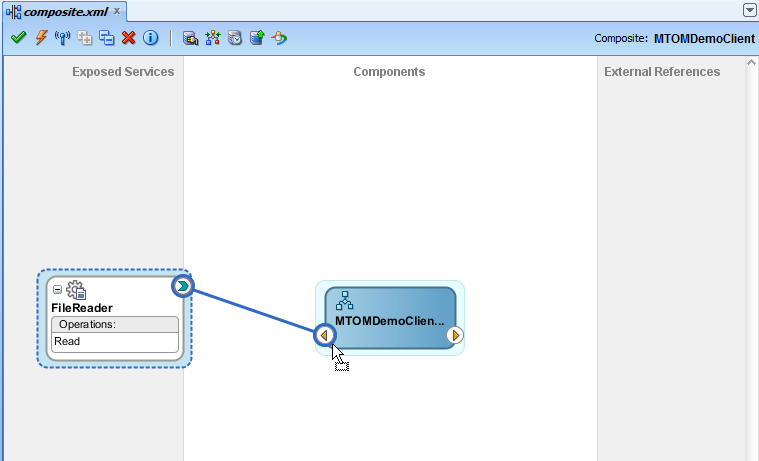 composite.xml x
Composite: MTOMDemoClient
Exposed Services
Components
External References
FileReader
Operations:
Read
MTOMDemoClien...